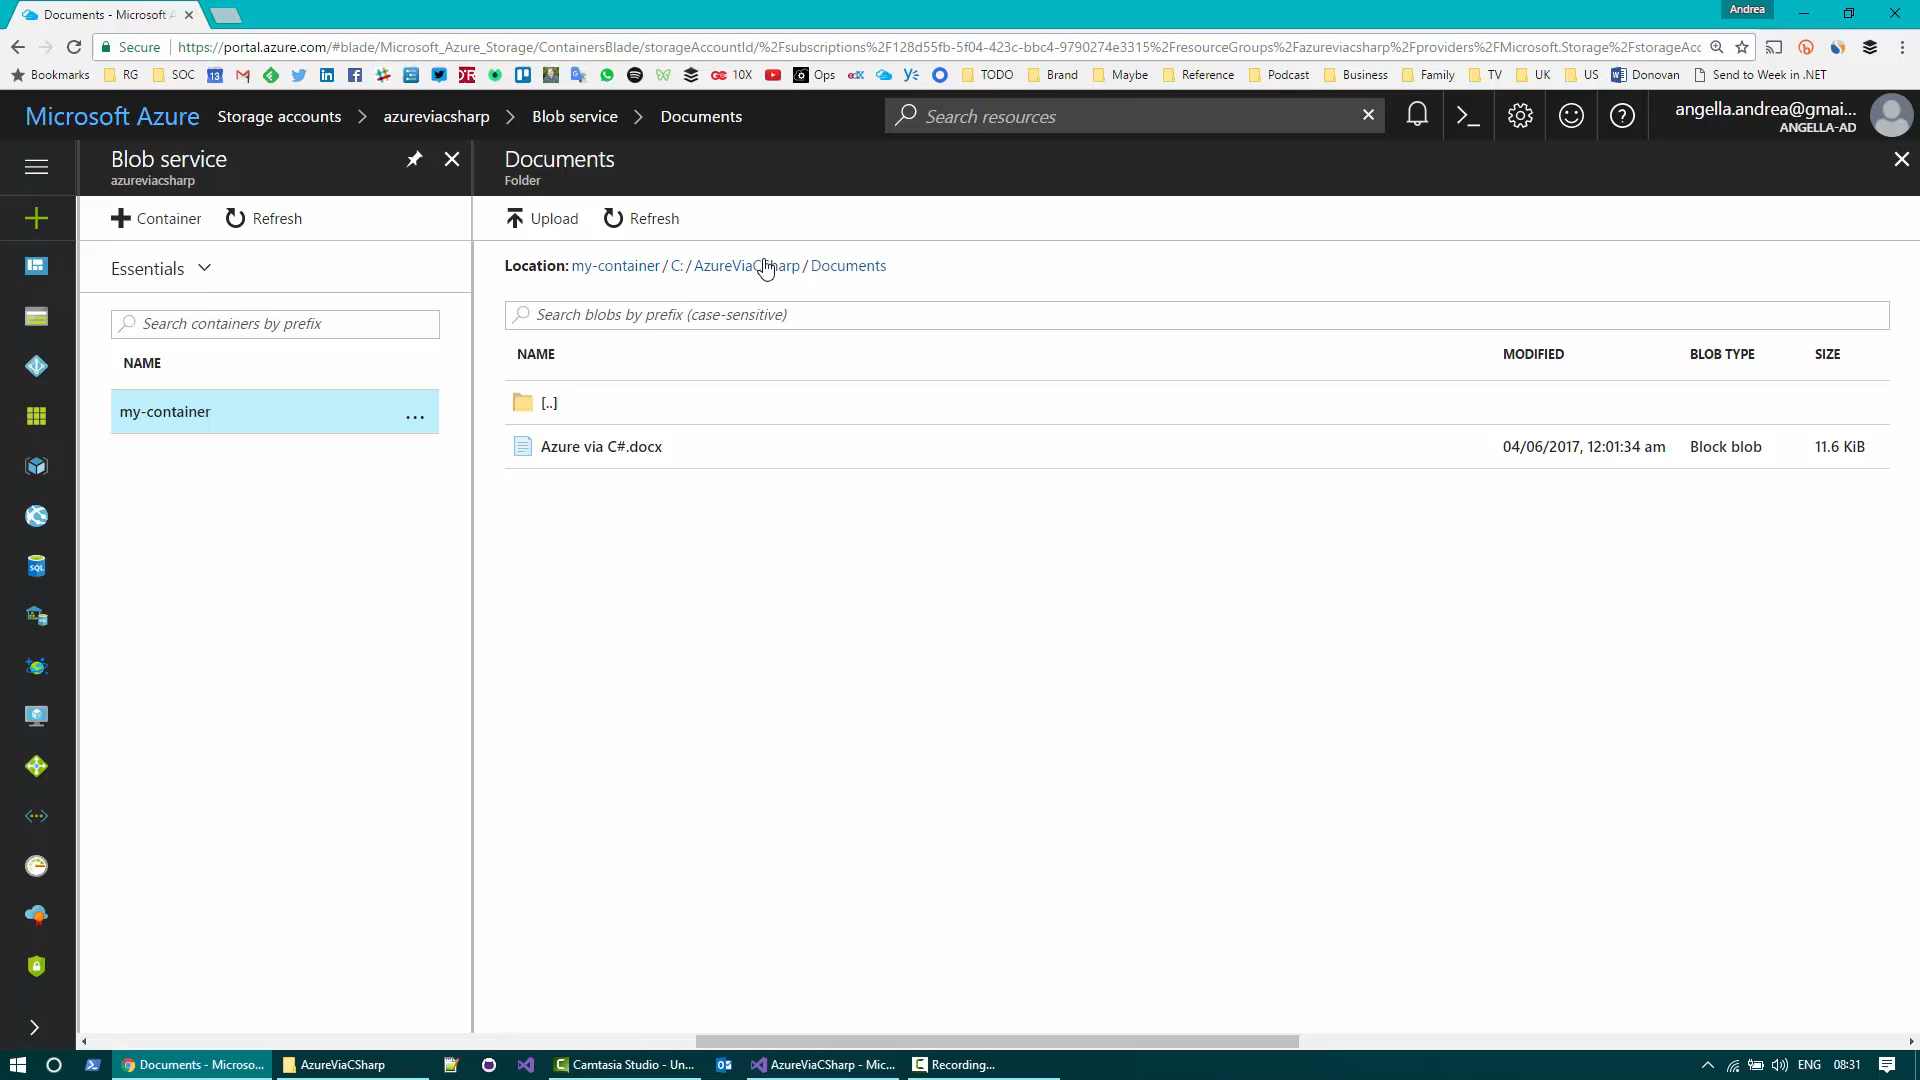 Documents - Microsoft A
Andrea
Secure
https://portal.azure.com/#blade/Microsoft_Azure_Storage/ContainersBlade/storageAccountId/%2Fsubscriptions%2F128d55fb-5f04-423c-bbc4-9790274e3315%2FresourceGroups%2Fazureviacsharp%2Fproviders%2FMicrosoft.Storage%2FstorageAcc
Bookmarks RG SOC 10X Ops TODO Brand Maybe Reference Podcast Business Family TV UK US Donovan Send to Week in .NET
Microsoft Azure Storage accounts > azureviacsharp > Blob service > Documents
Search resources
angella.andrea@gmai...
ANGELLA-AD
Blob service
azureviacsharp
Documents
Folder
Container Refresh
Upload Refresh
Essentials
Location: my-container / C: / AzureViaCSharp / Documents
Search containers by prefix
Search blobs by prefix (case-sensitive)
NAME
NAME MODIFIED BLOB TYPE SIZE
my-container ...
[..]
Azure via C#.docx 04/06/2017, 12:01:34 am Block blob 11.6 KiB
Documents - Microso... AzureViaCSharp Camtasia Studio - Un... AzureViaCSharp - Mic... Recording... ENG 08:31